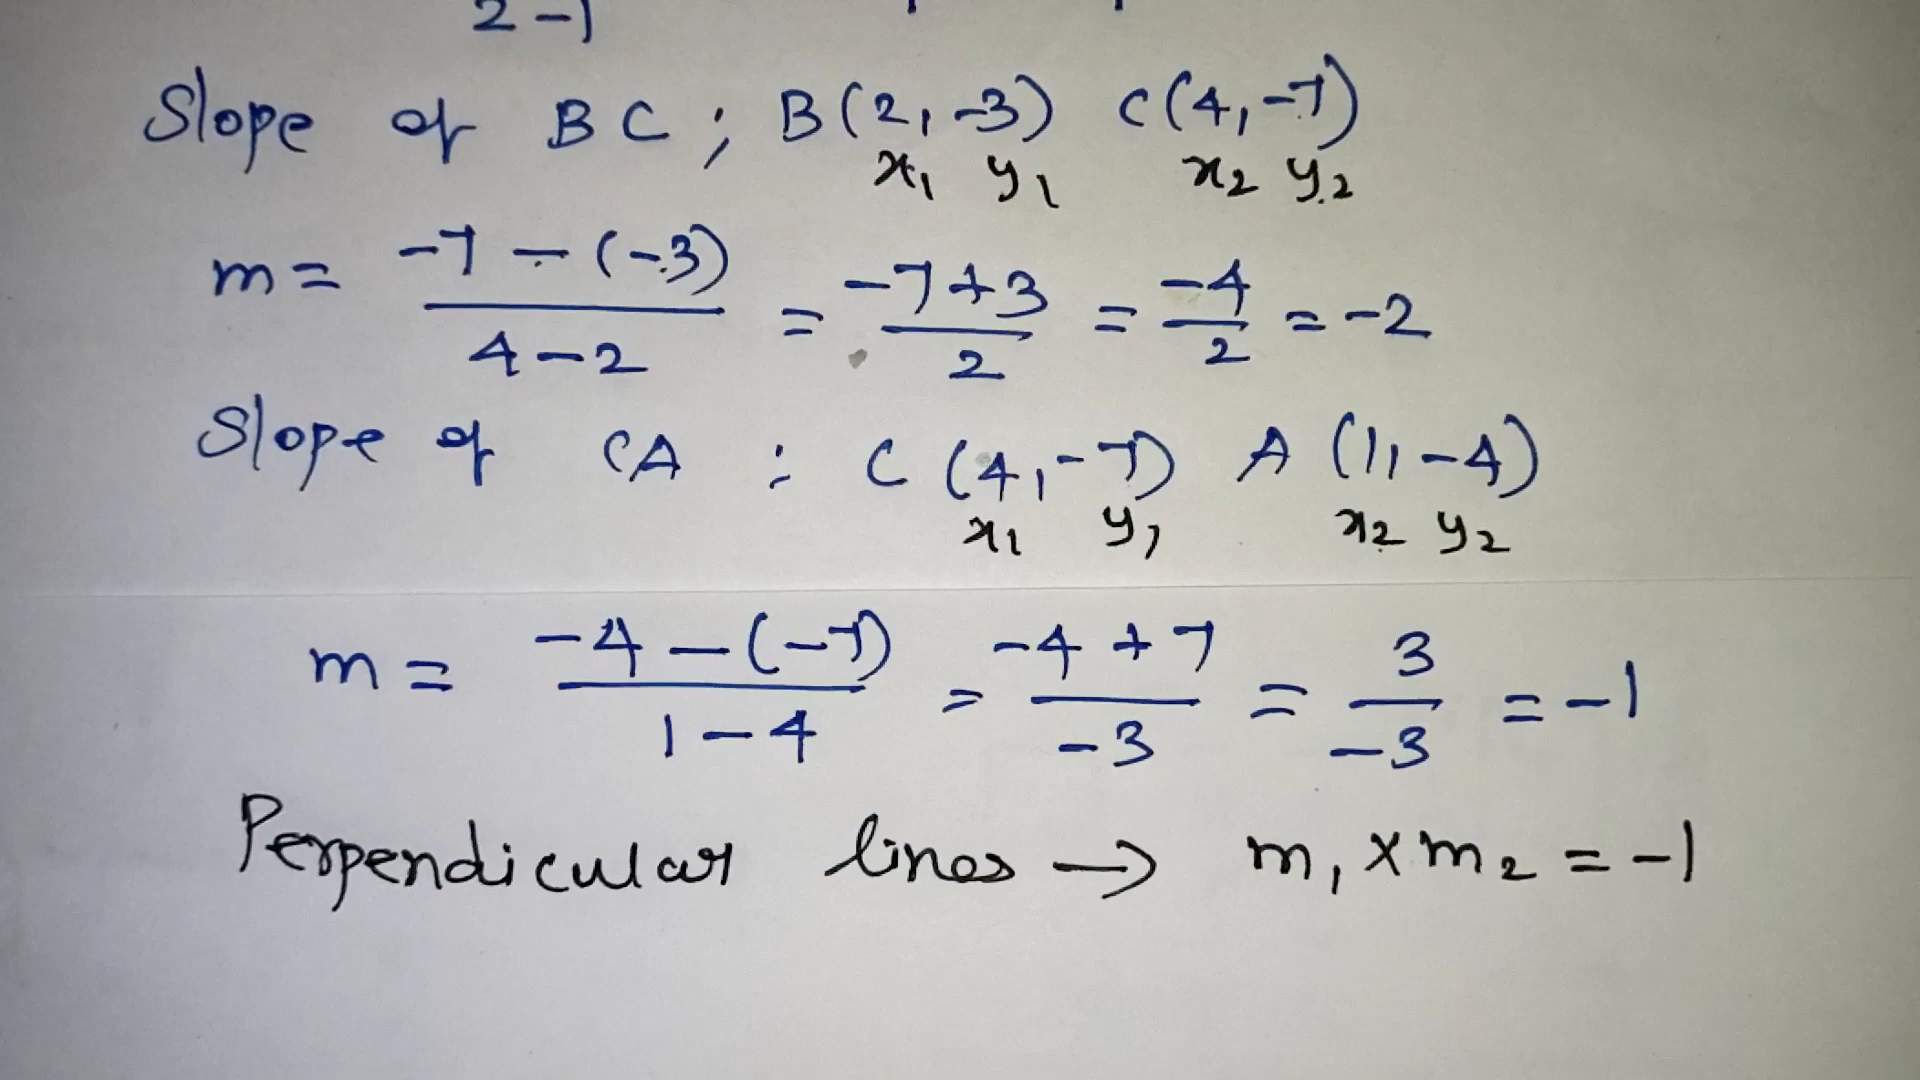 2-1
Slope of BC ; B(2,-3) C(4,-7)
x₁ y₁ x₂ y₂
m = -7-(-3) / 4-2 = -7+3 / 2 = -4 / 2 = -2
Slope of CA : C(4,-7) A(1,-4)
x₁ y₁ x₂ y₂
m = -4-(-7) / 1-4 = -4+7 / -3 = 3 / -3 = -1
Perpendicular lines → m₁ × m₂ = -1